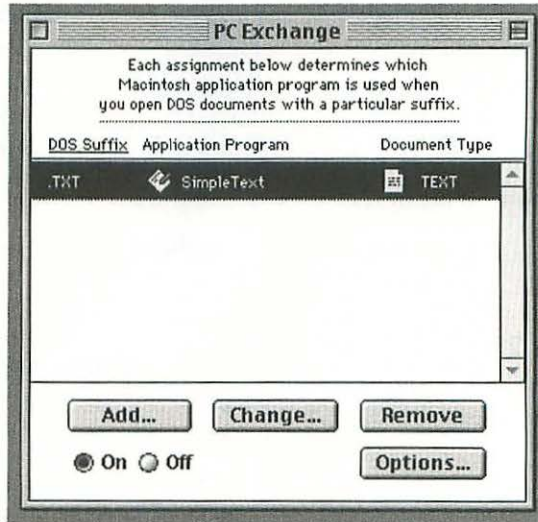 PC Exchange
Each assignment below determines which
Macintosh application program is used when
you open DOS documents with a particular suffix.
DOS Suffix Application Program Document Type
.TXT SimpleText TEXT
Add... Change... Remove
On Off Options...